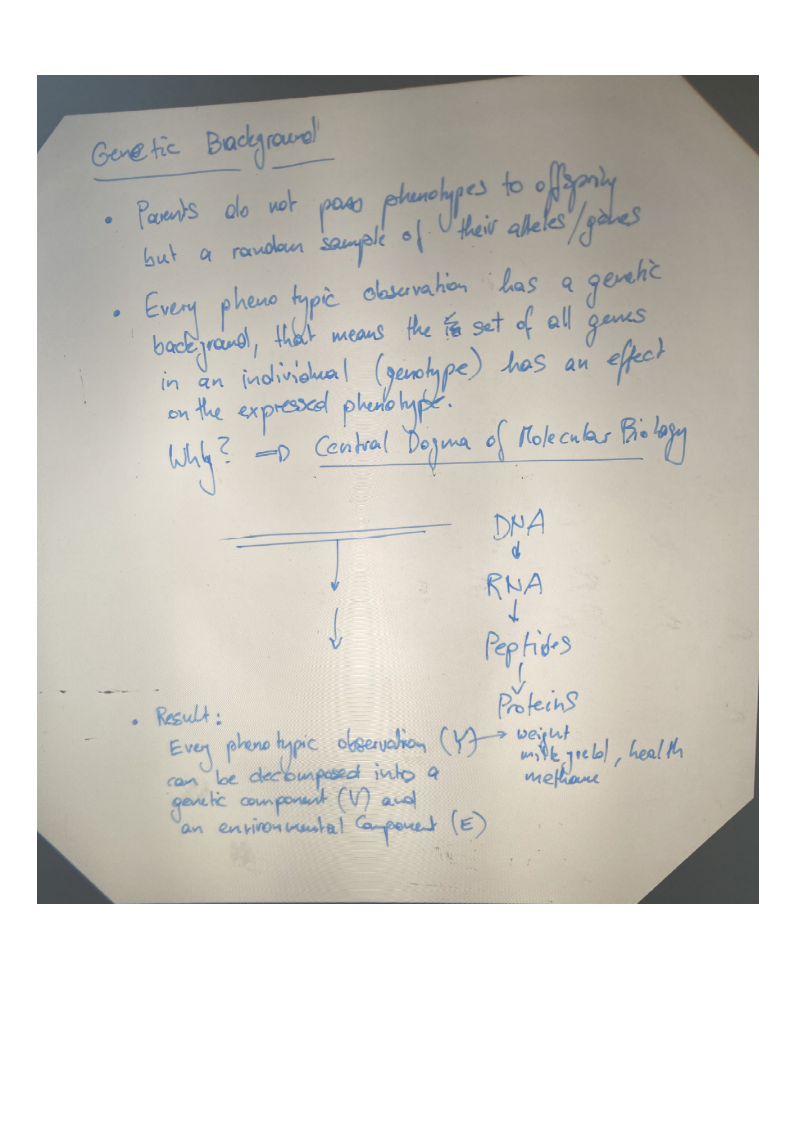 Genetic Background
• Parents do not pass phenotypes to offspring
but a random sample of their alleles/genes
• Every phenotypic observation has a genetic
background, that means the set of all genes
in an individual (genotype) has an effect
on the expressed phenotype.
Why? ⇒ Central Dogma of Molecular Biology
DNA
↓
RNA
↓
Peptides
↓
Proteins
• Result:
Every phenotypic observation (Y) → weight
milk yield, health
can be decomposed into a methane
genetic component (V) and
an environmental Component (E)